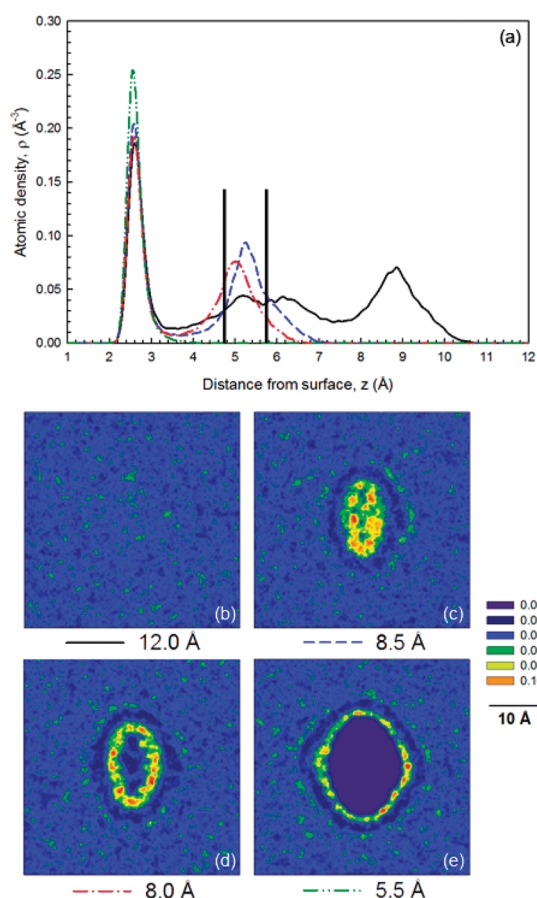 (a)
0.30
0.25
0.20
0.15
0.10
0.05
0.00
Atomic density, ρ (Å⁻³)
1 2 3 4 5 6 7 8 9 10 11 12
Distance from surface, z (Å)
(b)
12.0 Å
(c)
8.5 Å
0.0
0.0
0.0
0.0
0.0
0.1
10 Å
(d)
8.0 Å
(e)
5.5 Å